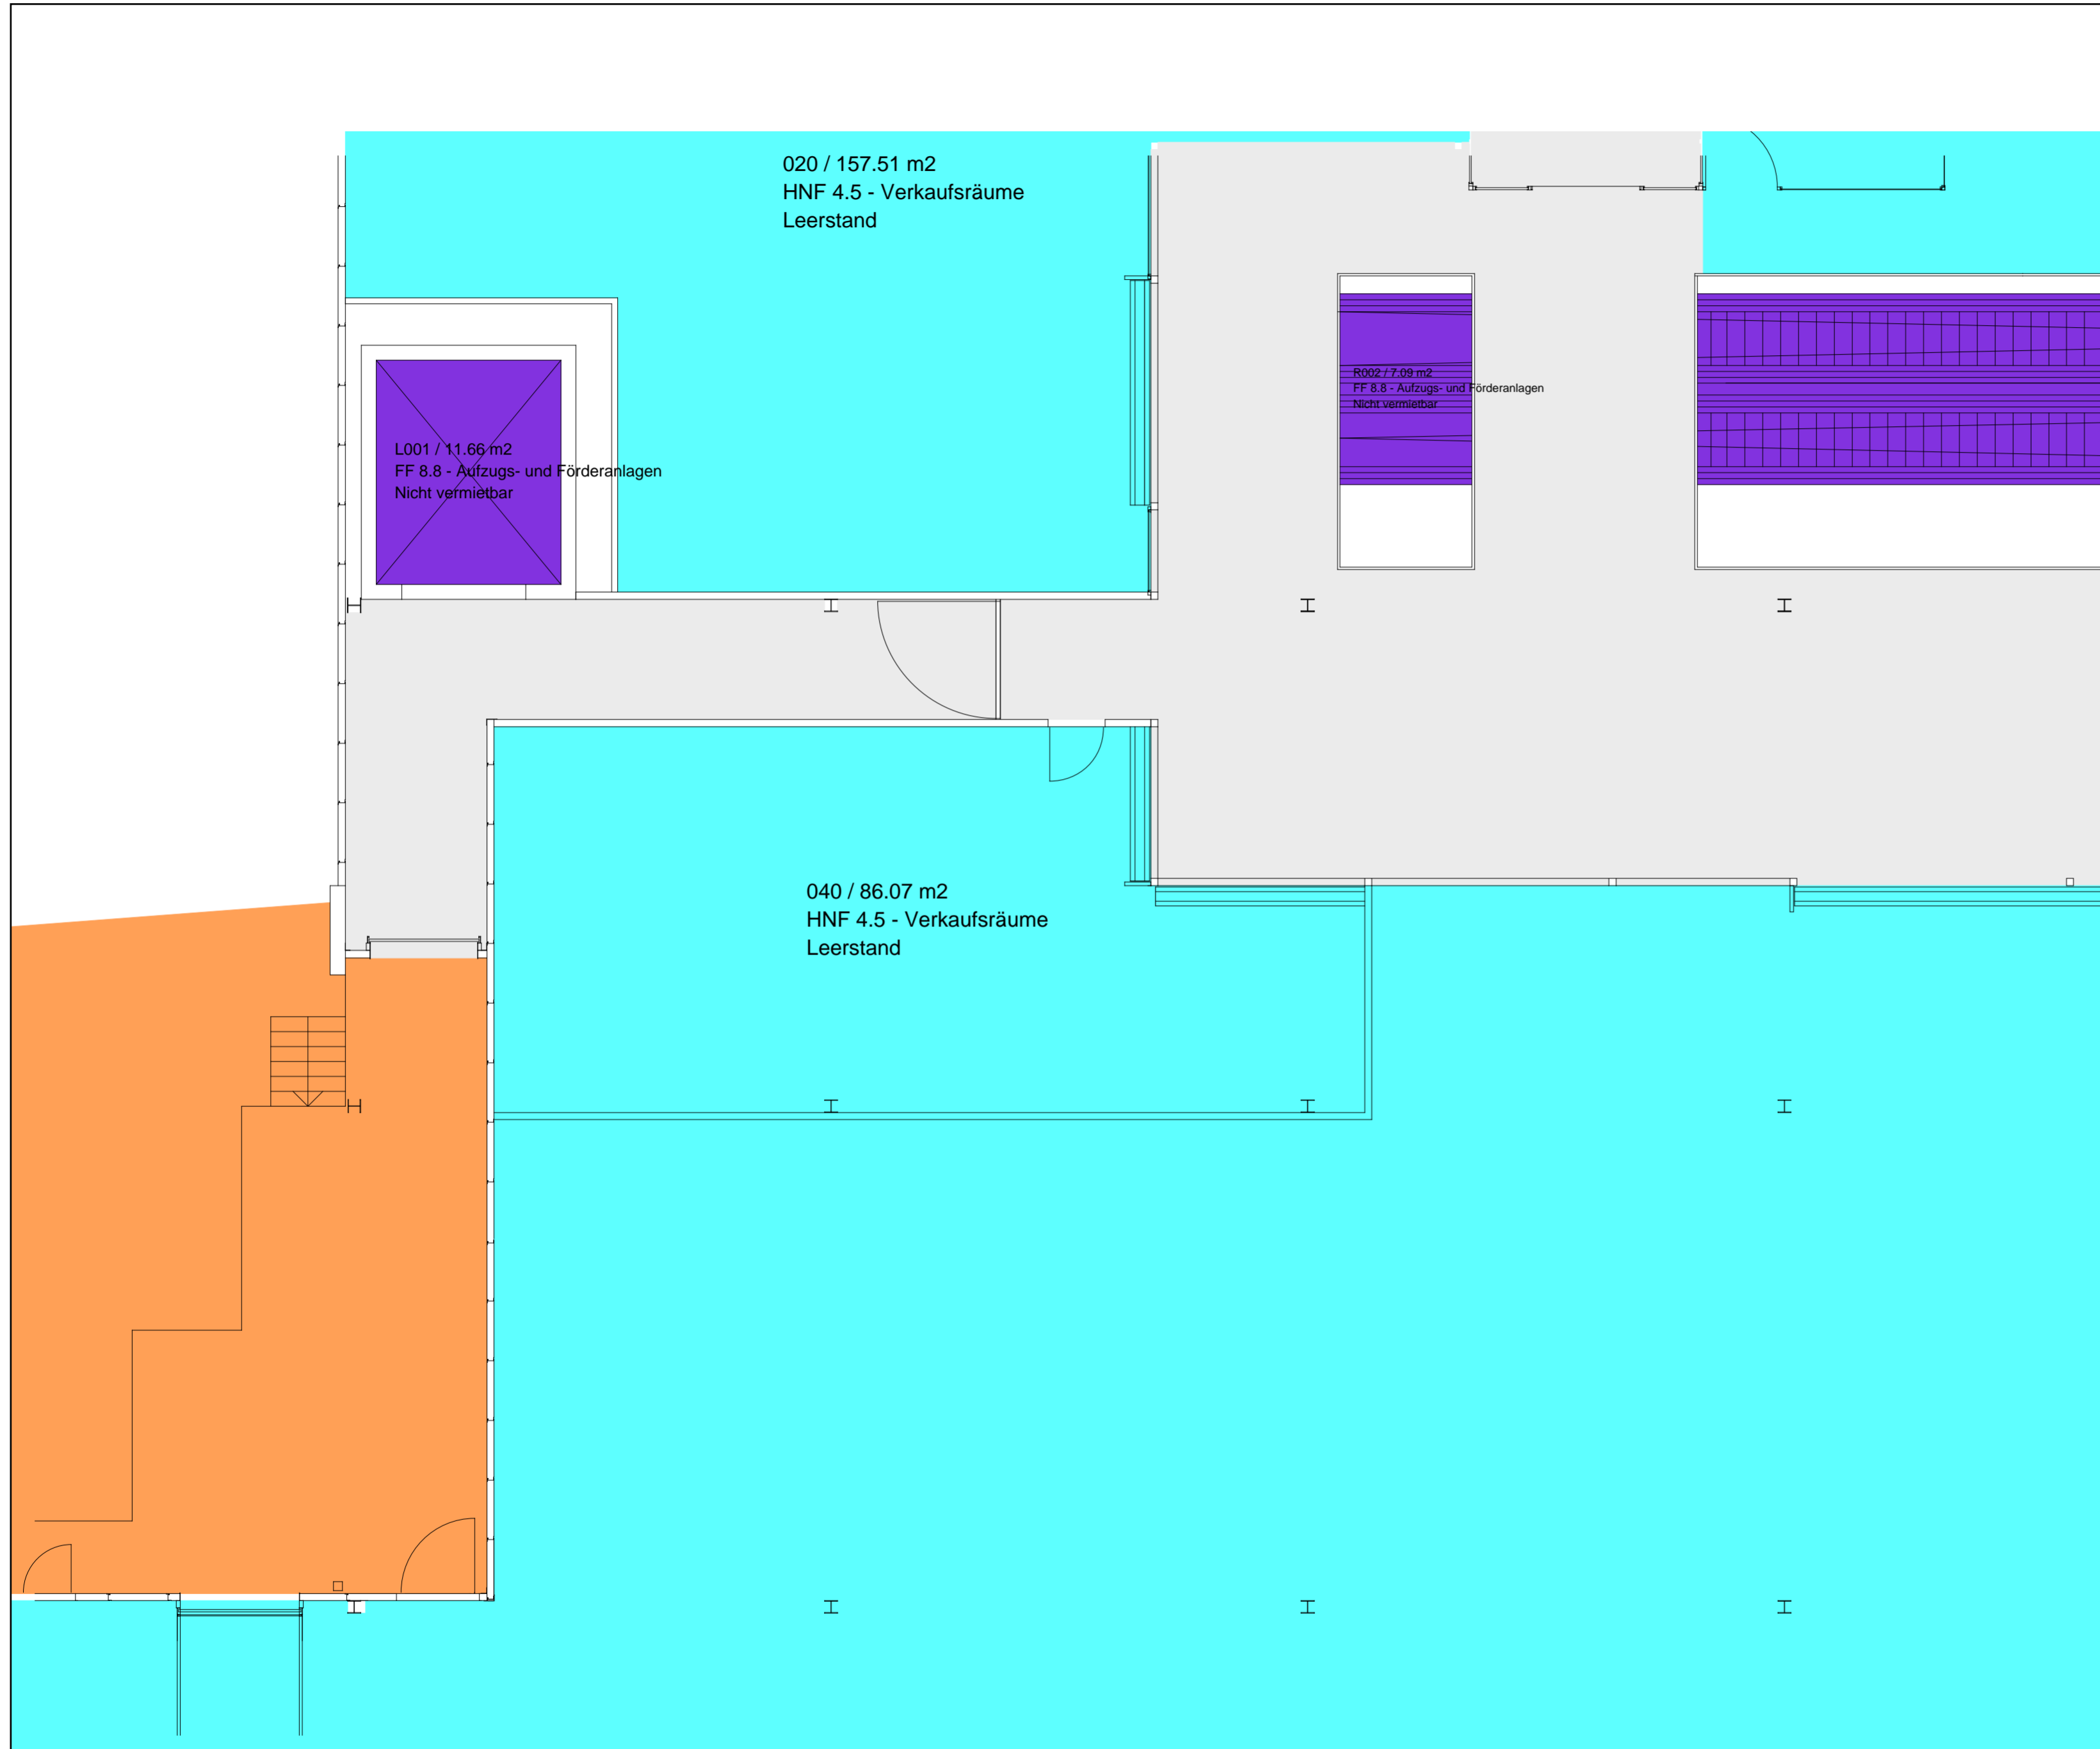 020 / 157.51 m2
HNF 4.5 - Verkaufsräume
Leerstand
R002 / 7.09 m2
FF 8.8 - Aufzugs- und Förderanlagen
Nicht vermietbar
L001 / 11.66 m2
FF 8.8 - Aufzugs- und Förderanlagen
Nicht vermietbar
040 / 86.07 m2
HNF 4.5 - Verkaufsräume
Leerstand